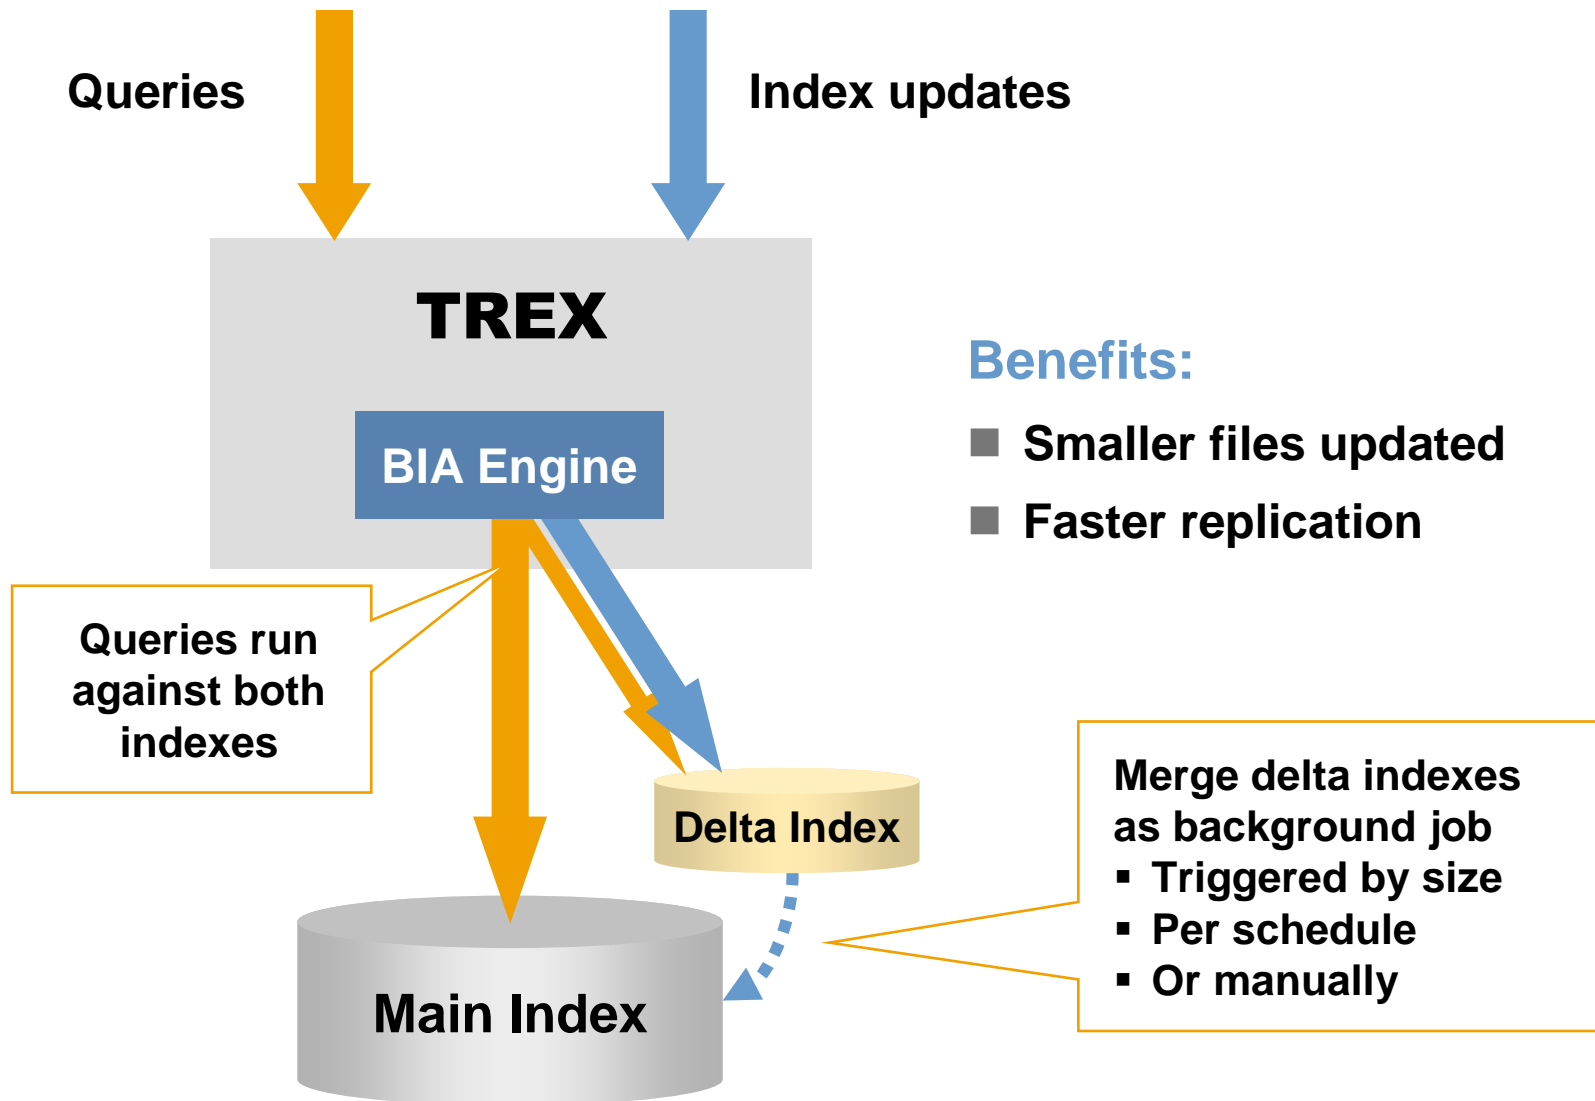 Queries
Index updates
TREX
BIA Engine
Benefits:
■ Smaller files updated
■ Faster replication
Queries run
against both
indexes
Delta Index
Main Index
Merge delta indexes
as background job
▪ Triggered by size
▪ Per schedule
▪ Or manually